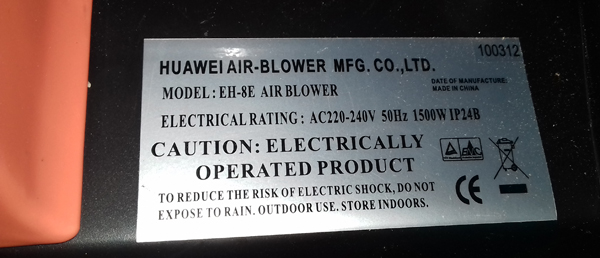 100312
HUAWEI AIR-BLOWER MFG. CO.,LTD.
DATE OF MANUFACTURE:
MADE IN CHINA
MODEL: EH-8E AIR BLOWER
ELECTRICAL RATING: AC220-240V 50Hz 1500W IP24B
CAUTION: ELECTRICALLY
OPERATED PRODUCT
TO REDUCE THE RISK OF ELECTRIC SHOCK, DO NOT
EXPOSE TO RAIN. OUTDOOR USE. STORE INDOORS.
CE